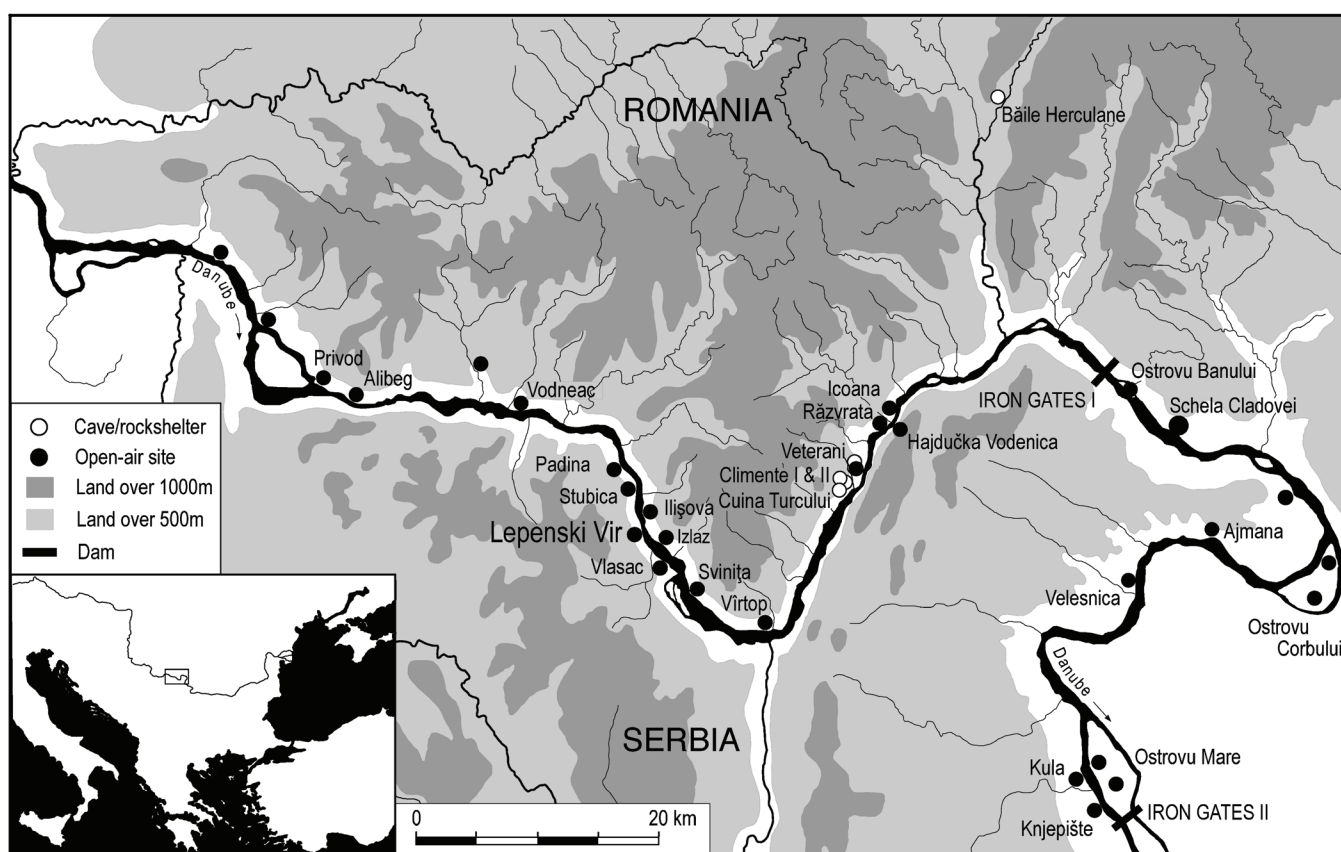 ROMANIA
Băile Herculane
Danube
Privod
Alibeg
Vodneac
Icoana
Răzvrata
Hajdučka Vodenica
IRON GATES I
Ostrovu Banului
Schela Cladovei
Veterani
Climente I & II
Cuina Turcului
Padina
Stubica
Ilişová
Lepenski Vir
Izlaz
Vlasac
Sviniţa
Vîrtop
Ajmana
Velesnica
Ostrovu
Corbului
Danube
SERBIA
Kula
Ostrovu Mare
Knjepište
IRON GATES II
Cave/rockshelter
Open-air site
Land over 1000m
Land over 500m
Dam
0
20 km